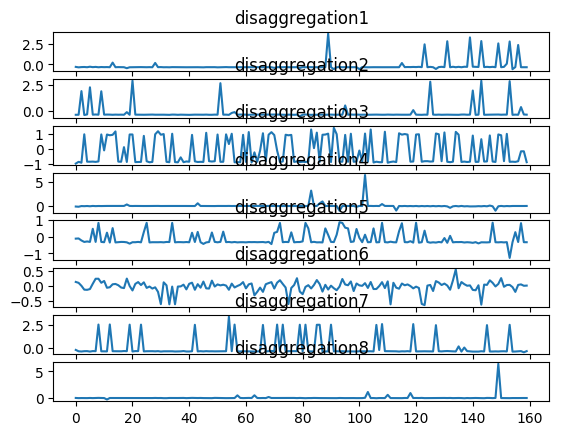 disaggregation1
2.5
0.0
disaggregation2
2.5
0.0
disaggregation3
1
0
−1
disaggregation4
5
0
disaggregation5
1
0
−1
disaggregation6
0.5
0.0
−0.5
disaggregation7
2.5
0.0
disaggregation8
5
0
0 20 40 60 80 100 120 140 160